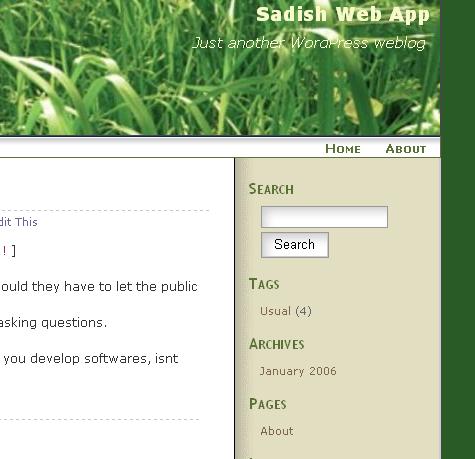 Sadish Web App
Just another WordPress weblog
Home About
dit This
! ]
ould they have to let the public
asking questions.
you develop softwares, isnt
Search
Search
Tags
Usual (4)
Archives
January 2006
Pages
About